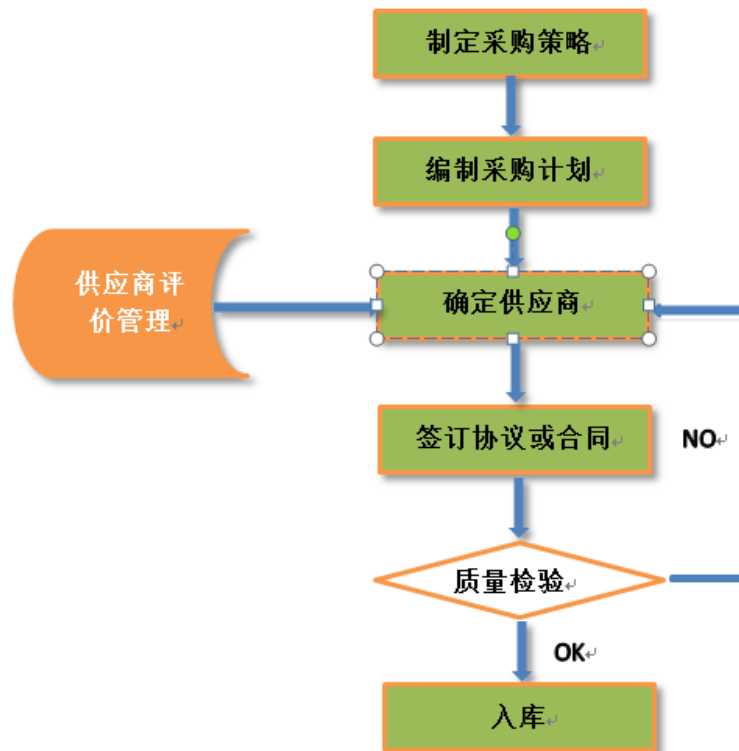 制定采购策略
编制采购计划
供应商评
价管理
确定供应商
签订协议或合同
NO
质量检验
OK
入库